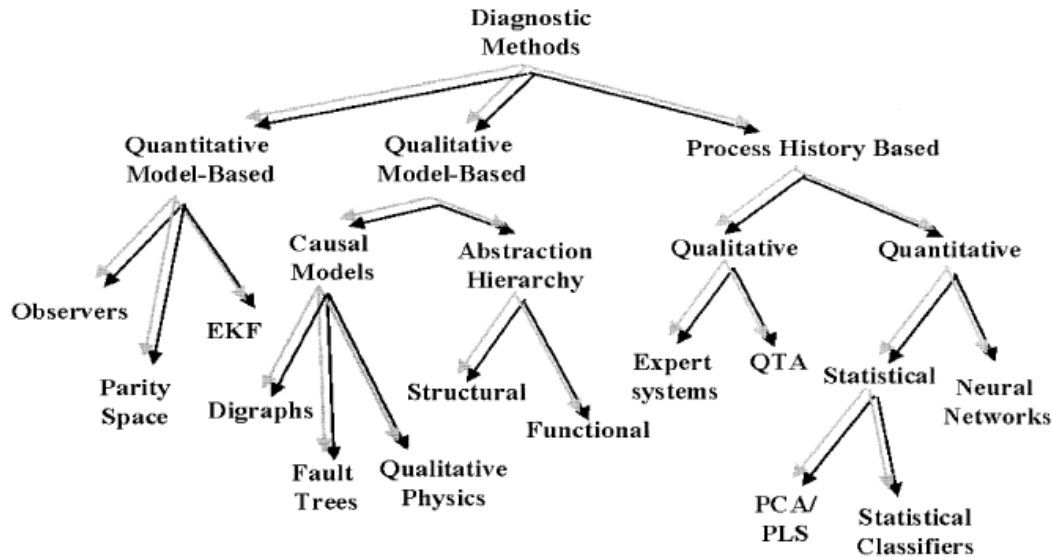 Diagnostic
Methods
Quantitative
Model-Based
Qualitative
Model-Based
Process History Based
Causal
Models
Abstraction
Hierarchy
Qualitative
Quantitative
Observers
EKF
Parity
Space
Digraphs
Fault
Trees
Qualitative
Physics
Structural
Functional
Expert
systems
QTA
Statistical
Neural
Networks
PCA/
PLS
Statistical
Classifiers